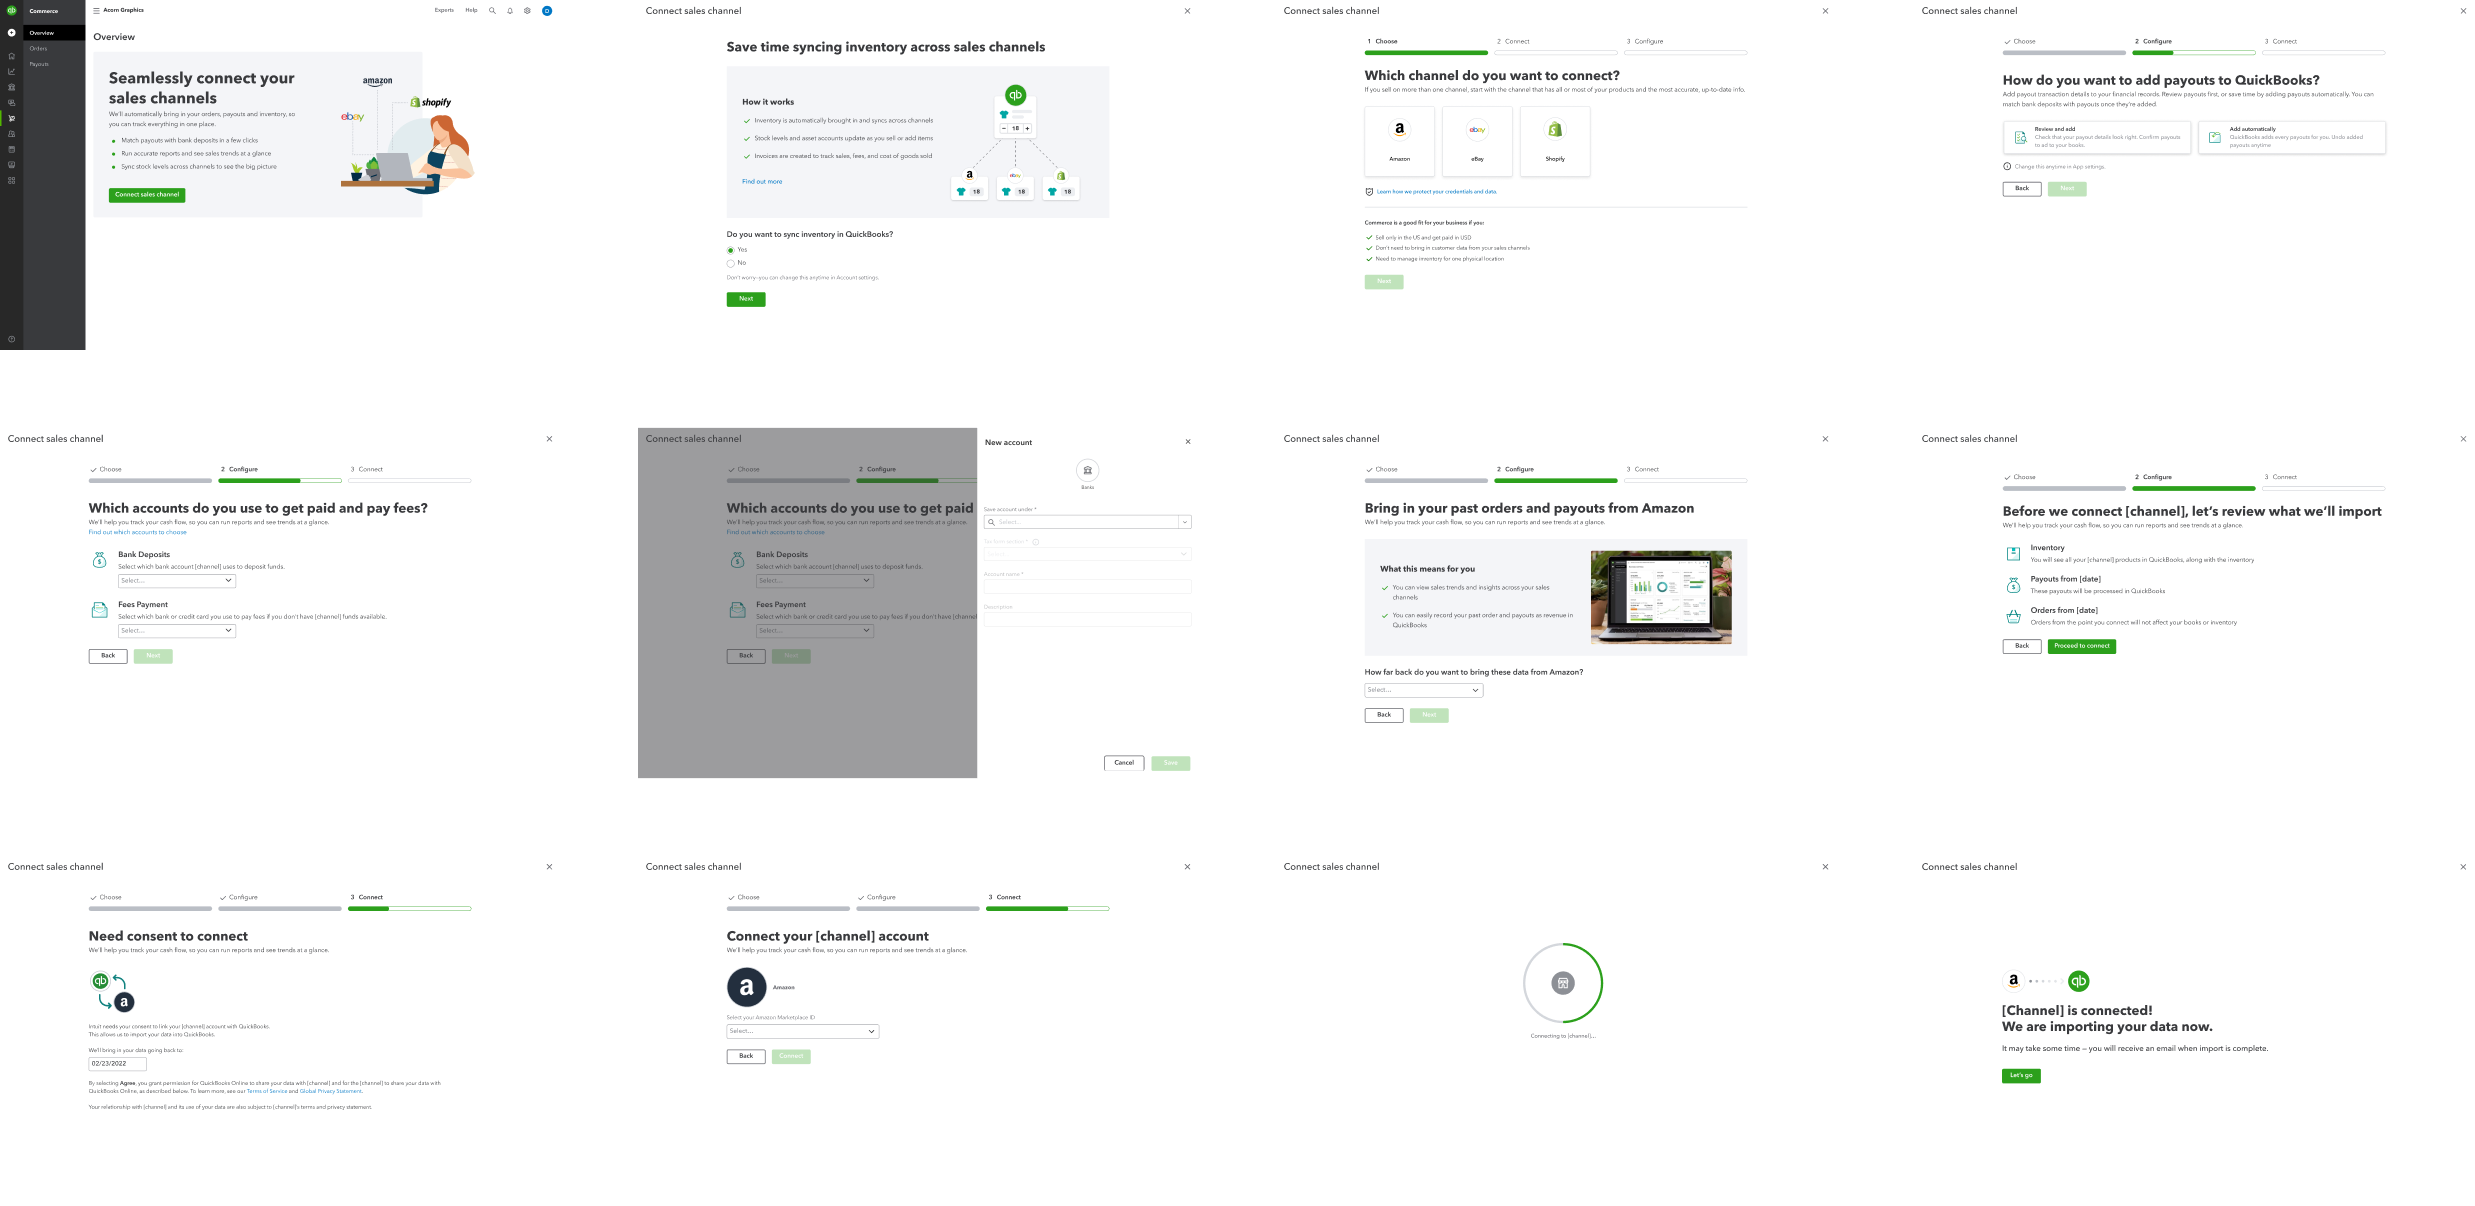 Commerce
Overview
Orders
Payouts
Acorn Graphics
Experts
Help
D
Overview
Seamlessly connect your
sales channels
We'll automatically bring in your orders, payouts and inventory, so
you can track everything in one place.
Match payouts with bank deposits in a few clicks
Run accurate reports and see sales trends at a glance
Sync stock levels across channels to see the big picture
Connect sales channel
amazon
shopify
ebay
Connect sales channel
Save time syncing inventory across sales channels
How it works
Inventory is automatically brought in and syncs across channels
Stock levels and asset accounts update as you sell or add items
Invoices are created to track sales, fees, and cost of goods sold
Find out more
qb
18
18
18
18
Do you want to sync inventory in QuickBooks?
Yes
No
Don't worry–you can change this anytime in Account settings.
Next
Connect sales channel
1 Choose
2 Connect
3 Configure
Which channel do you want to connect?
If you sell on more than one channel, start with the channel that has all or most of your products and the most accurate, up-to-date info.
Amazon
ebay
eBay
Shopify
Learn how we protect your credentials and data.
Commerce is a good fit for your business if you:
Sell only in the US and get paid in USD
Don't need to bring in customer data from your sales channels
Need to manage inventory for one physical location
Next
Connect sales channel
Choose
2 Configure
3 Connect
How do you want to add payouts to QuickBooks?
Add payout transaction details to your financial records. Review payouts first, or save time by adding payouts automatically. You can
match bank deposits with payouts once they're added.
Review and add
Check that your payout details look right. Confirm payouts
to ad to your books.
Add automatically
QuickBooks adds every payouts for you. Undo added
payouts anytime
Change this anytime in App settings.
Back
Next
Connect sales channel
Choose
2 Configure
3 Connect
Which accounts do you use to get paid and pay fees?
We'll help you track your cash flow, so you can run reports and see trends at a glance.
Find out which accounts to choose
Bank Deposits
Select which bank account [channel] uses to deposit funds.
Select...
Fees Payment
Select which bank or credit card you use to pay fees if you don't have [channel] funds available.
Select...
Back
Next
Connect sales channel
Choose
2 Configure
Which accounts do you use to get paid
We'll help you track your cash flow, so you can run reports and see trends at a glance.
Find out which accounts to choose
Bank Deposits
Select which bank account [channel] uses to deposit funds.
Select...
Fees Payment
Select which bank or credit card you use to pay fees if you don't have [channel
Select...
Back
Next
New account
Banks
Save account under *
Select...
Tax form section *
Account name *
Description
Cancel
Save
Connect sales channel
Choose
2 Configure
3 Connect
Bring in your past orders and payouts from Amazon
We'll help you track your cash flow, so you can run reports and see trends at a glance.
What this means for you
You can view sales trends and insights across your sales
channels
You can easily record your past order and payouts as revenue in
QuickBooks
How far back do you want to bring these data from Amazon?
Select...
Back
Next
Connect sales channel
Choose
2 Configure
3 Connect
Before we connect [channel], let's review what we'll import
We'll help you track your cash flow, so you can run reports and see trends at a glance.
Inventory
You will see all your [channel] products in QuickBooks, along with the inventory
Payouts from [date]
These payouts will be processed in QuickBooks
Orders from [date]
Orders from the point you connect will not affect your books or inventory
Back
Proceed to connect
Connect sales channel
Choose
Configure
3 Connect
Need consent to connect
We'll help you track your cash flow, so you can run reports and see trends at a glance.
qb
Intuit needs your consent to link your [channel] account with QuickBooks.
This allows us to import your data into QuickBooks.
We'll bring in your data going back to:
02/23/2022
By selecting Agree, you grant permission for QuickBooks Online to share your data with [channel] and for the [channel] to share your data with
QuickBooks Online, as described below. To learn more, see our Terms of Service and Global Privacy Statement.
Your relationship with [channel] and its use of your data are also subject to [channel]'s terms and privacy statement.
Connect sales channel
Choose
Configure
3 Connect
Connect your [channel] account
We'll help you track your cash flow, so you can run reports and see trends at a glance.
Amazon
Select your Amazon Marketplace ID
Select...
Back
Connect
Connect sales channel
Connecting to [channel]...
Connect sales channel
qb
[Channel] is connected!
We are importing your data now.
It may take some time – you will receive an email when import is complete.
Let's go